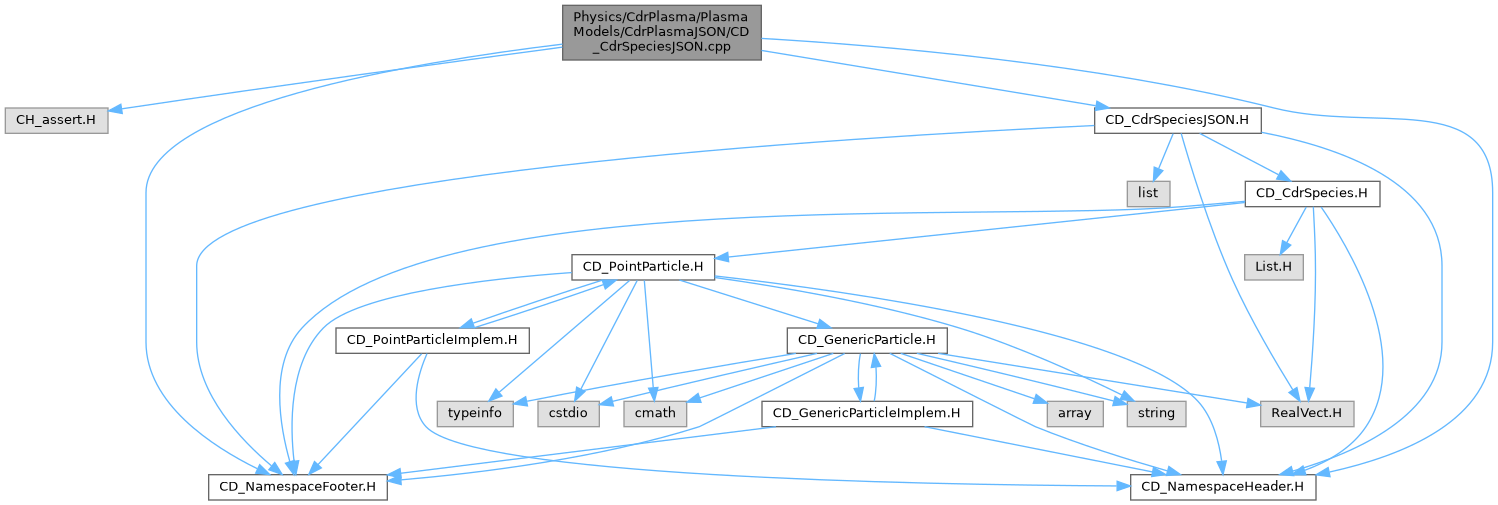 Physics/CdrPlasma/Plasma
Models/CdrPlasmaJSON/CD
_CdrSpeciesJSON.cpp
CH_assert.H
CD_CdrSpeciesJSON.H
list
CD_CdrSpecies.H
CD_PointParticle.H
List.H
CD_PointParticleImplem.H
CD_GenericParticle.H
typeinfo
cstdio
cmath
CD_GenericParticleImplem.H
array
string
RealVect.H
CD_NamespaceFooter.H
CD_NamespaceHeader.H